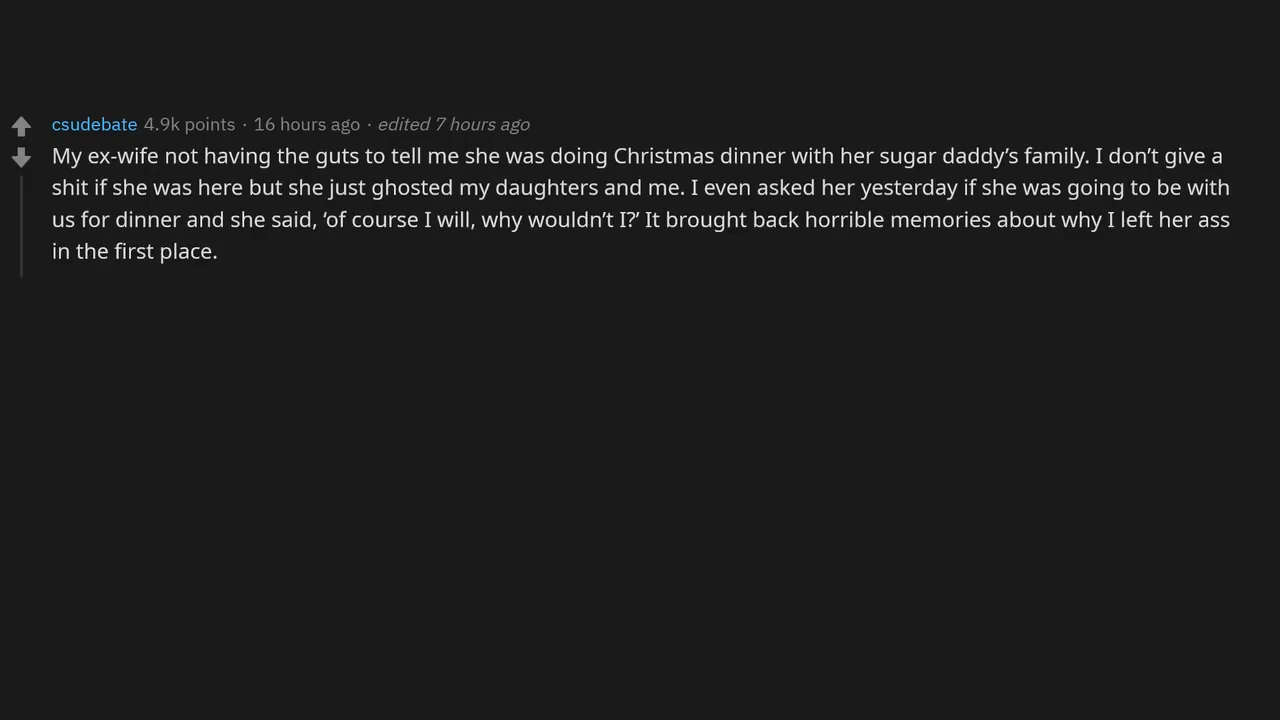 csudebate 4.9k points · 16 hours ago · edited 7 hours ago
My ex-wife not having the guts to tell me she was doing Christmas dinner with her sugar daddy’s family. I don’t give a
shit if she was here but she just ghosted my daughters and me. I even asked her yesterday if she was going to be with
us for dinner and she said, ‘of course I will, why wouldn’t I?’ It brought back horrible memories about why I left her ass
in the first place.